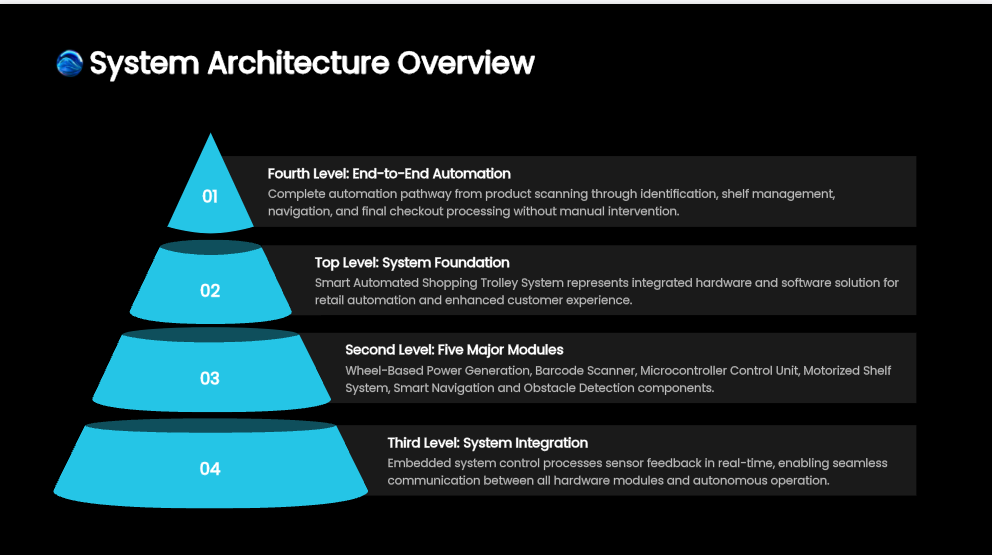 System Architecture Overview
01
Fourth Level: End-to-End Automation
Complete automation pathway from product scanning through identification, shelf management,
navigation, and final checkout processing without manual intervention.
02
Top Level: System Foundation
Smart Automated Shopping Trolley System represents integrated hardware and software solution for
retail automation and enhanced customer experience.
03
Second Level: Five Major Modules
Wheel-Based Power Generation, Barcode Scanner, Microcontroller Control Unit, Motorized Shelf
System, Smart Navigation and Obstacle Detection components.
04
Third Level: System Integration
Embedded system control processes sensor feedback in real-time, enabling seamless
communication between all hardware modules and autonomous operation.